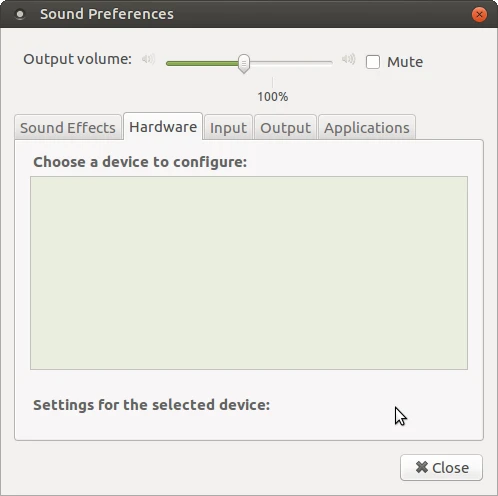 Sound Preferences
Output volume:
Mute
100%
Sound Effects Hardware Input Output Applications
Choose a device to configure:
Settings for the selected device:
Close